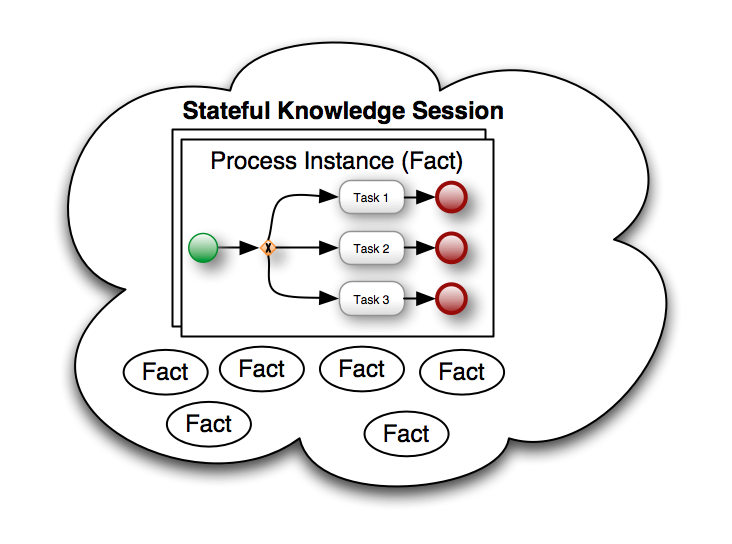 Stateful Knowledge Session
Process Instance (Fact)
Task 1
X
Task 2
Task 3
Fact
Fact
Fact
Fact
Fact
Fact